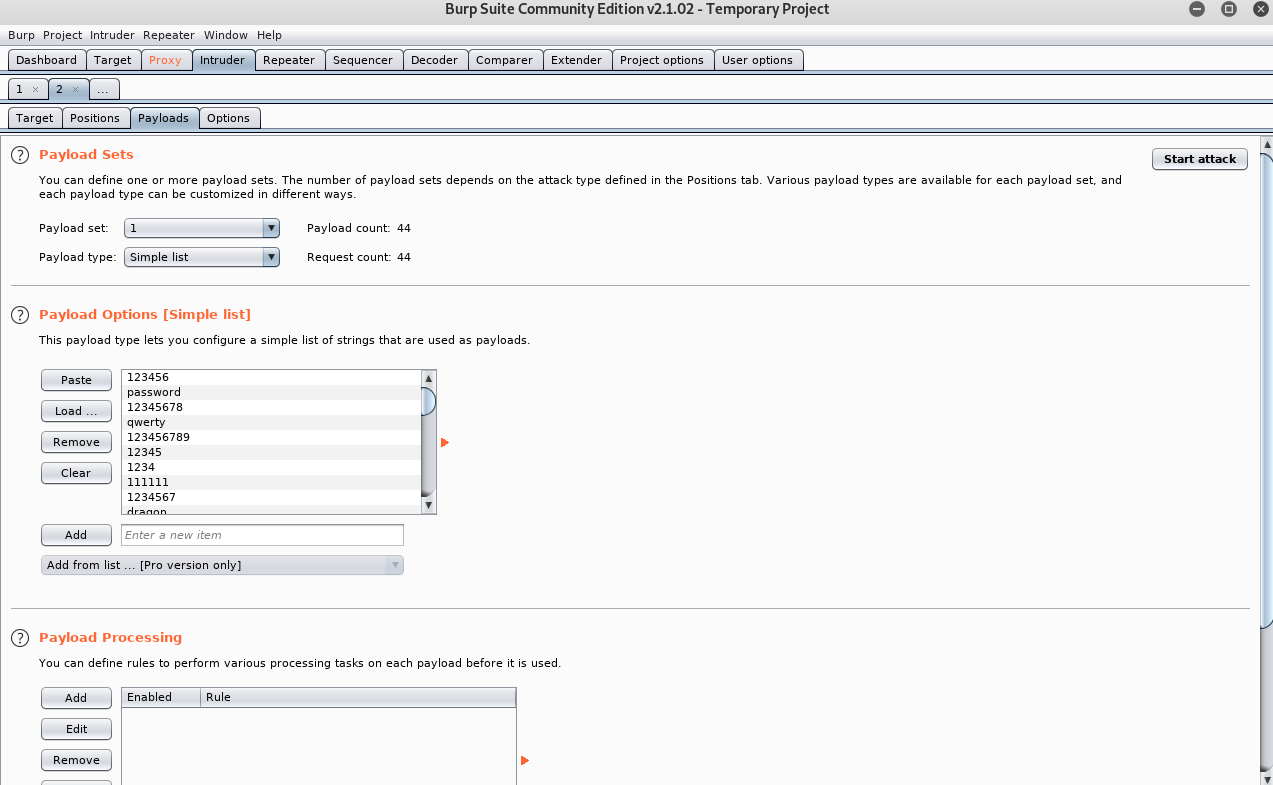 Burp Suite Community Edition v2.1.02 - Temporary Project
Burp Project Intruder Repeater Window Help
Dashboard Target Proxy Intruder Repeater Sequencer Decoder Comparer Extender Project options User options
1 × 2 × ...
Target Positions Payloads Options
? Payload Sets
Start attack
You can define one or more payload sets. The number of payload sets depends on the attack type defined in the Positions tab. Various payload types are available for each payload set, and
each payload type can be customized in different ways.
Payload set: 1 Payload count: 44
Payload type: Simple list Request count: 44
? Payload Options [Simple list]
This payload type lets you configure a simple list of strings that are used as payloads.
Paste
Load ...
Remove
Clear
123456
password
12345678
qwerty
123456789
12345
1234
111111
1234567
dragon
Add Enter a new item
Add from list ... [Pro version only]
? Payload Processing
You can define rules to perform various processing tasks on each payload before it is used.
Add Enabled Rule
Edit
Remove